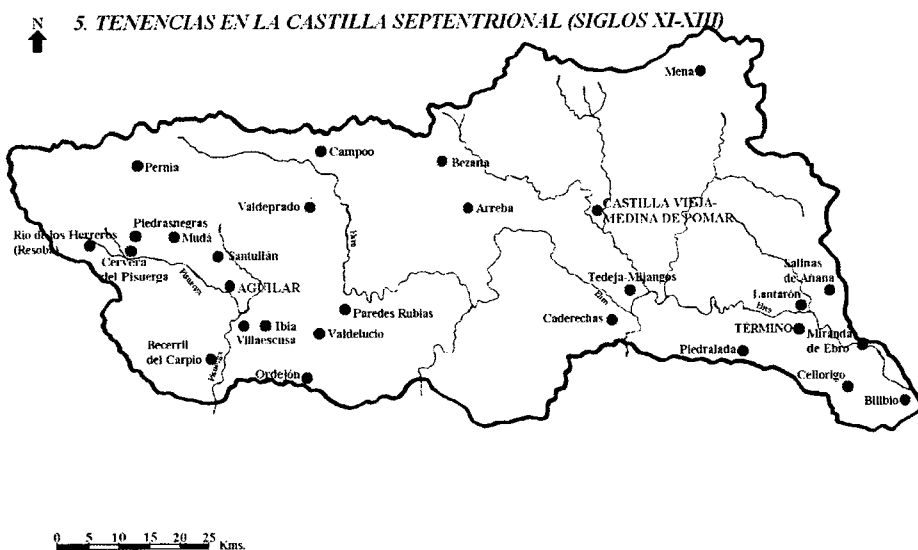 N
5. TENENCIAS EN LA CASTILLA SEPTENTRIONAL (SIGLOS XI-XIII)
Mena
Campoo
Bezana
Pernia
Valdeprado
Arreba
CASTILLA VIEJA-
MEDINA DE POMAR
Piedrasnegras
Rio de los Herreros
(Resoba)
Mudá
Cervera
del Pisuerga
Santullán
Ebro
Pisuerga
AGUILAR
Tedeja-Mijangos
Salinas
de Añana
Lantarón
Ebro
Ebro
Paredes Rubias
Caderechas
TÉRMINO
Villaescusa
Ibia
Valdelucio
Miranda
de Ebro
Becerril
del Carpio
Pisuerga
Piedralada
Ordejón
Cellorigo
Bilibio
0 5 10 15 20 25 Kms.